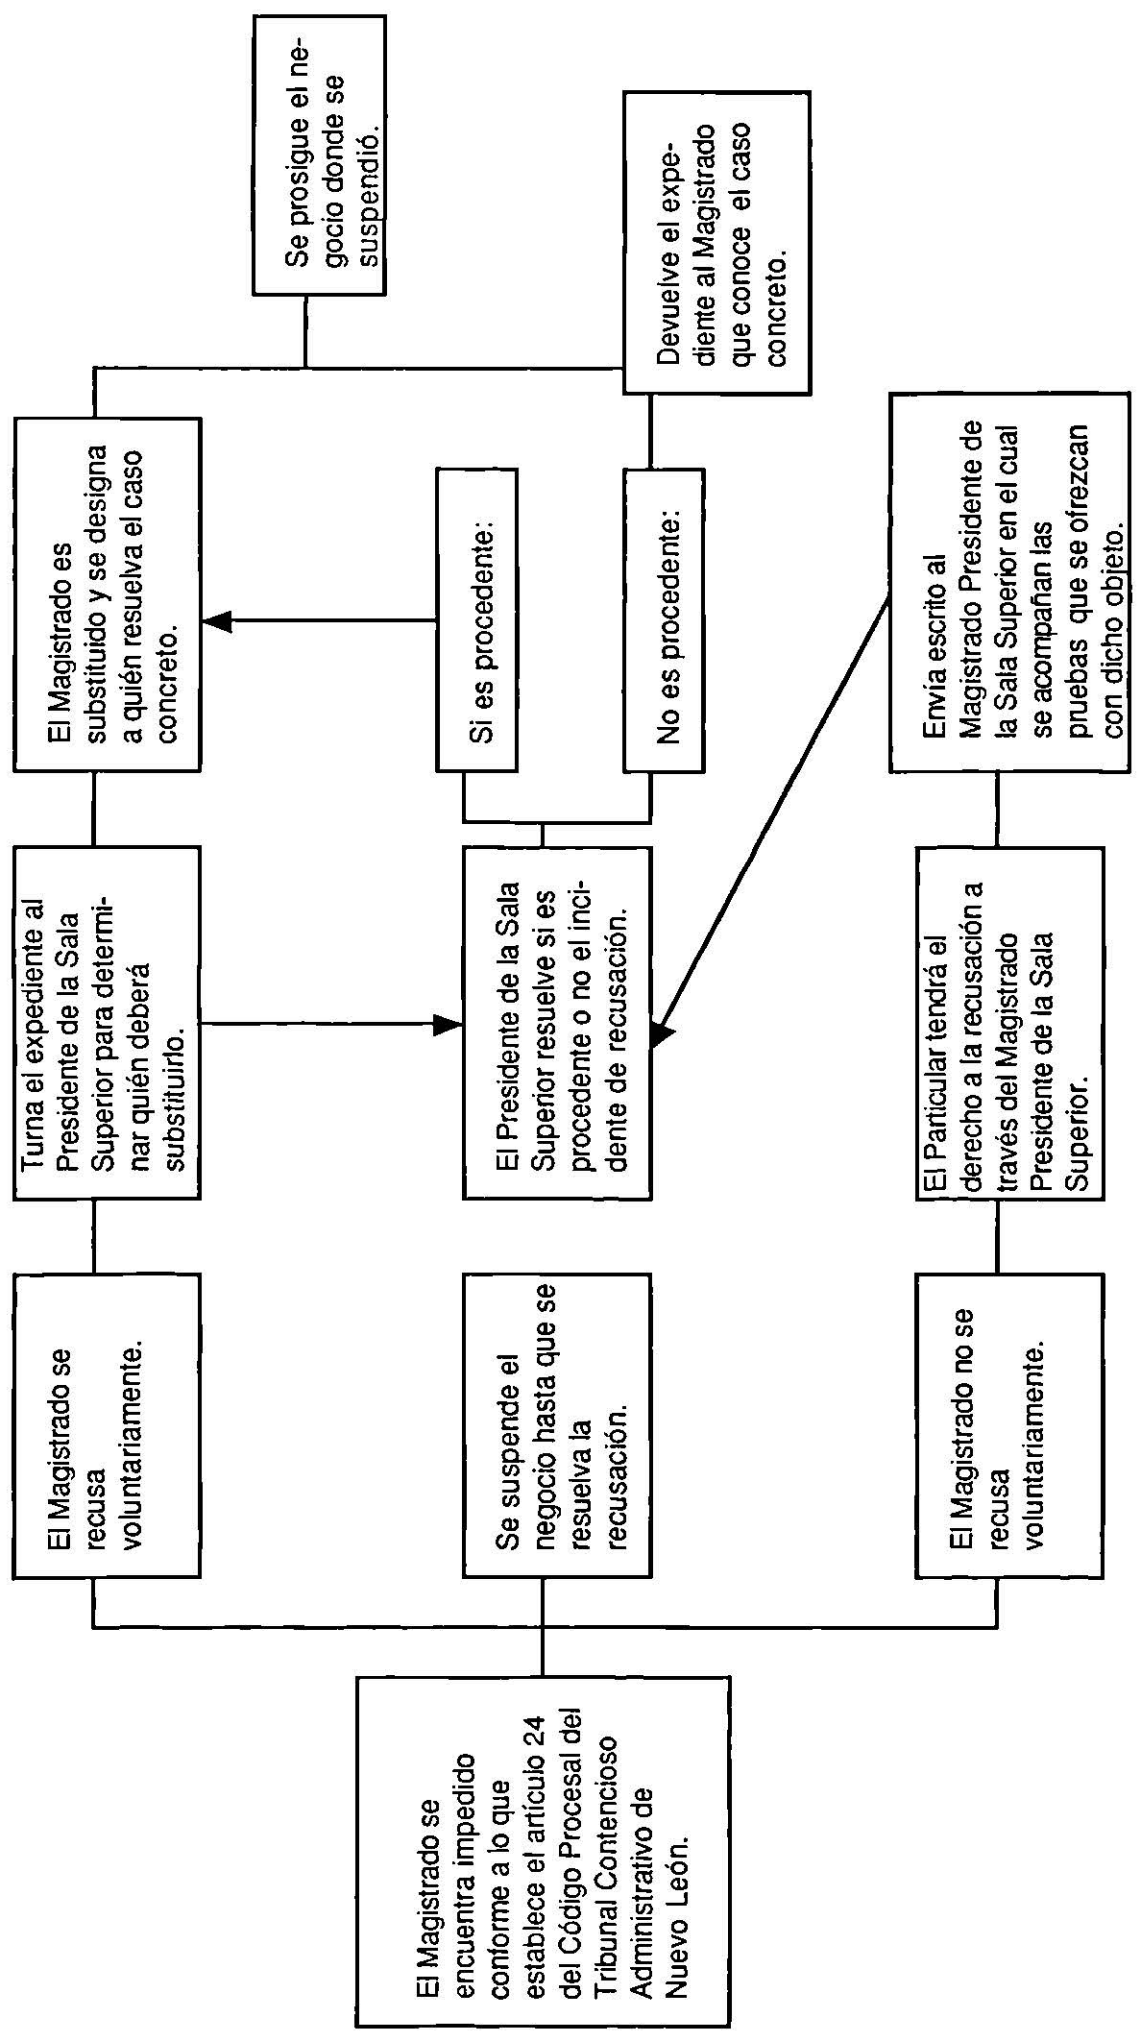 El Magistrado se
encuentra impedido
conforme a lo que
establece el artículo 24
del Código Procesal del
Tribunal Contencioso
Administrativo de
Nuevo León.
El Magistrado se
recusa
voluntariamente.
Turna el expediente al
Presidente de la Sala
Superior para determi-
nar quién deberá
substituirlo.
El Magistrado es
substituido y se designa
a quién resuelva el caso
concreto.
Se prosigue el ne-
gocio donde se
suspendió.
Se suspende el
negocio hasta que se
resuelva la
recusación.
El Presidente de la Sala
Superior resuelve si es
procedente o no el inci-
dente de recusación.
Si es procedente:
No es procedente:
Devuelve el expe-
diente al Magistrado
que conoce el caso
concreto.
El Magistrado no se
recusa
voluntariamente.
El Particular tendrá el
derecho a la recusación a
través del Magistrado
Presidente de la Sala
Superior.
Envía escrito al
Magistrado Presidente de
la Sala Superior en el cual
se acompañan las
pruebas que se ofrezcan
con dicho objeto.